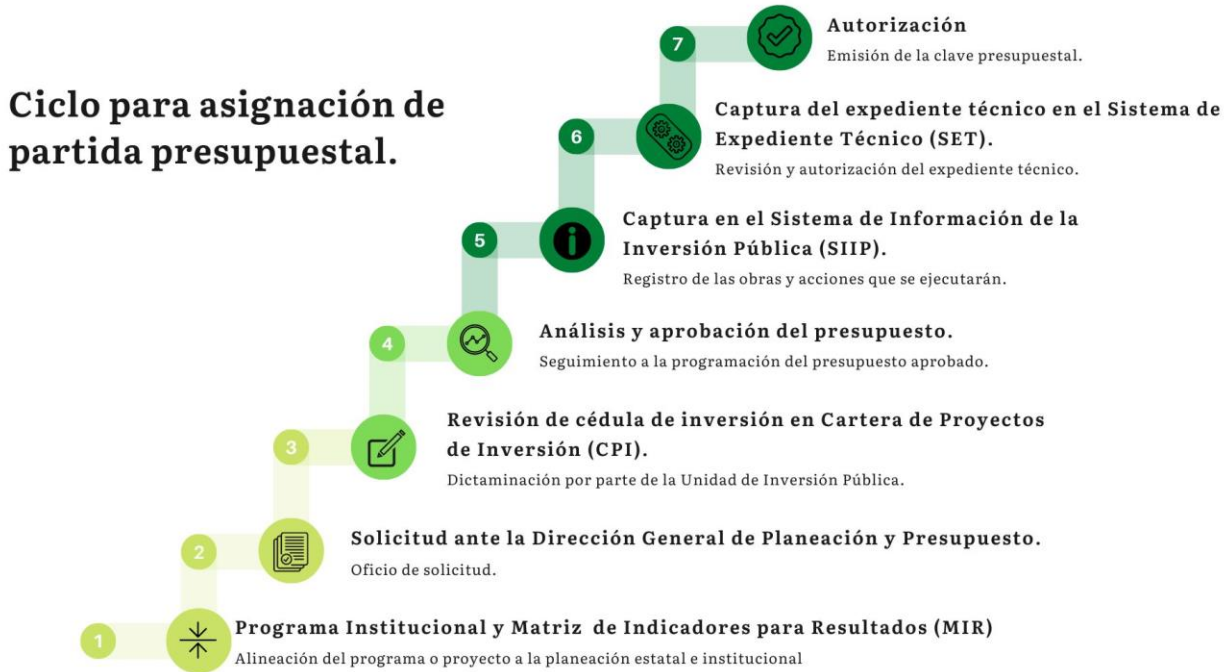 Ciclo para asignación de
partida presupuestal.
7
Autorización
Emisión de la clave presupuestal.
6
Captura del expediente técnico en el Sistema de
Expediente Técnico (SET).
Revisión y autorización del expediente técnico.
5
Captura en el Sistema de Información de la
Inversión Pública (SIIP).
Registro de las obras y acciones que se ejecutarán.
4
Análisis y aprobación del presupuesto.
Seguimiento a la programación del presupuesto aprobado.
3
Revisión de cédula de inversión en Cartera de Proyectos
de Inversión (CPI).
Dictaminación por parte de la Unidad de Inversión Pública.
2
Solicitud ante la Dirección General de Planeación y Presupuesto.
Oficio de solicitud.
1
Programa Institucional y Matriz de Indicadores para Resultados (MIR)
Alineación del programa o proyecto a la planeación estatal e institucional